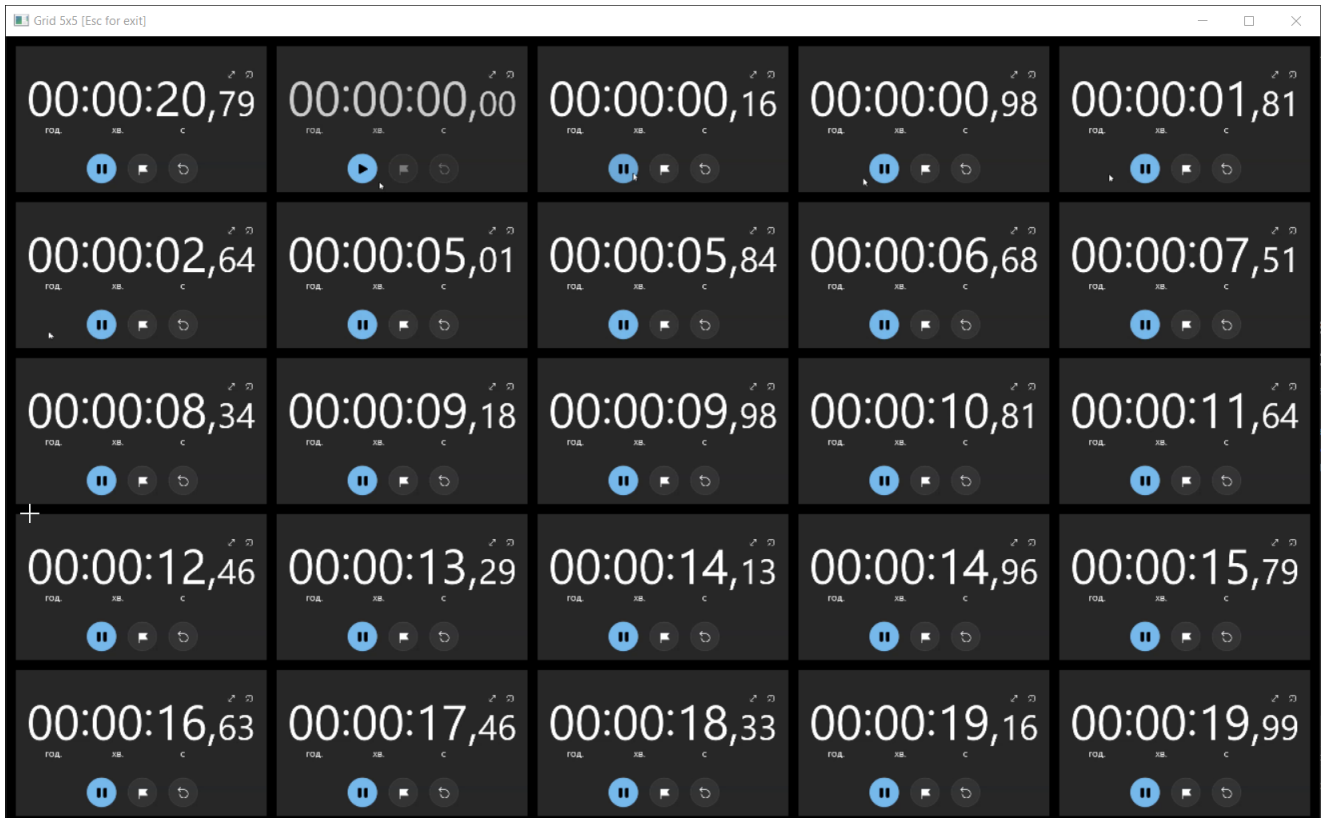 Grid 5x5 [Esc for exit]
00:00:20,79 00:00:00,00 00:00:00,16 00:00:00,98 00:00:01,81
год. хв. с год. хв. с год. хв. с год. хв. с год. хв. с
00:00:02,64 00:00:05,01 00:00:05,84 00:00:06,68 00:00:07,51
год. хв. с год. хв. с год. хв. с год. хв. с год. хв. с
00:00:08,34 00:00:09,18 00:00:09,98 00:00:10,81 00:00:11,64
год. хв. с год. хв. с год. хв. с год. хв. с год. хв. с
00:00:12,46 00:00:13,29 00:00:14,13 00:00:14,96 00:00:15,79
год. хв. с год. хв. с год. хв. с год. хв. с год. хв. с
00:00:16,63 00:00:17,46 00:00:18,33 00:00:19,16 00:00:19,99
год. хв. с год. хв. с год. хв. с год. хв. с год. хв. с